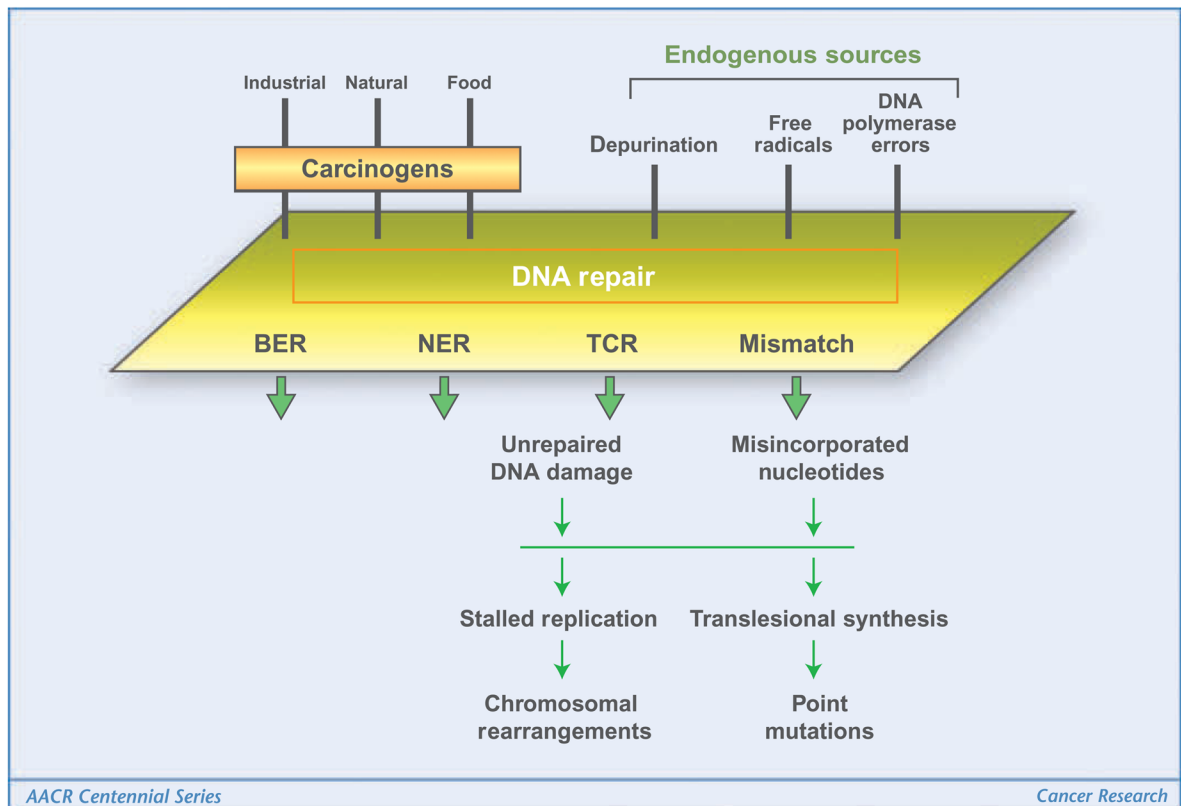 Endogenous sources
Industrial
Natural
Food
Carcinogens
Depurination
Free
radicals
DNA
polymerase
errors
DNA repair
BER
NER
TCR
Mismatch
Unrepaired
DNA damage
Misincorporated
nucleotides
Stalled replication
Translesional synthesis
Chromosomal
rearrangements
Point
mutations
AACR Centennial Series
Cancer Research